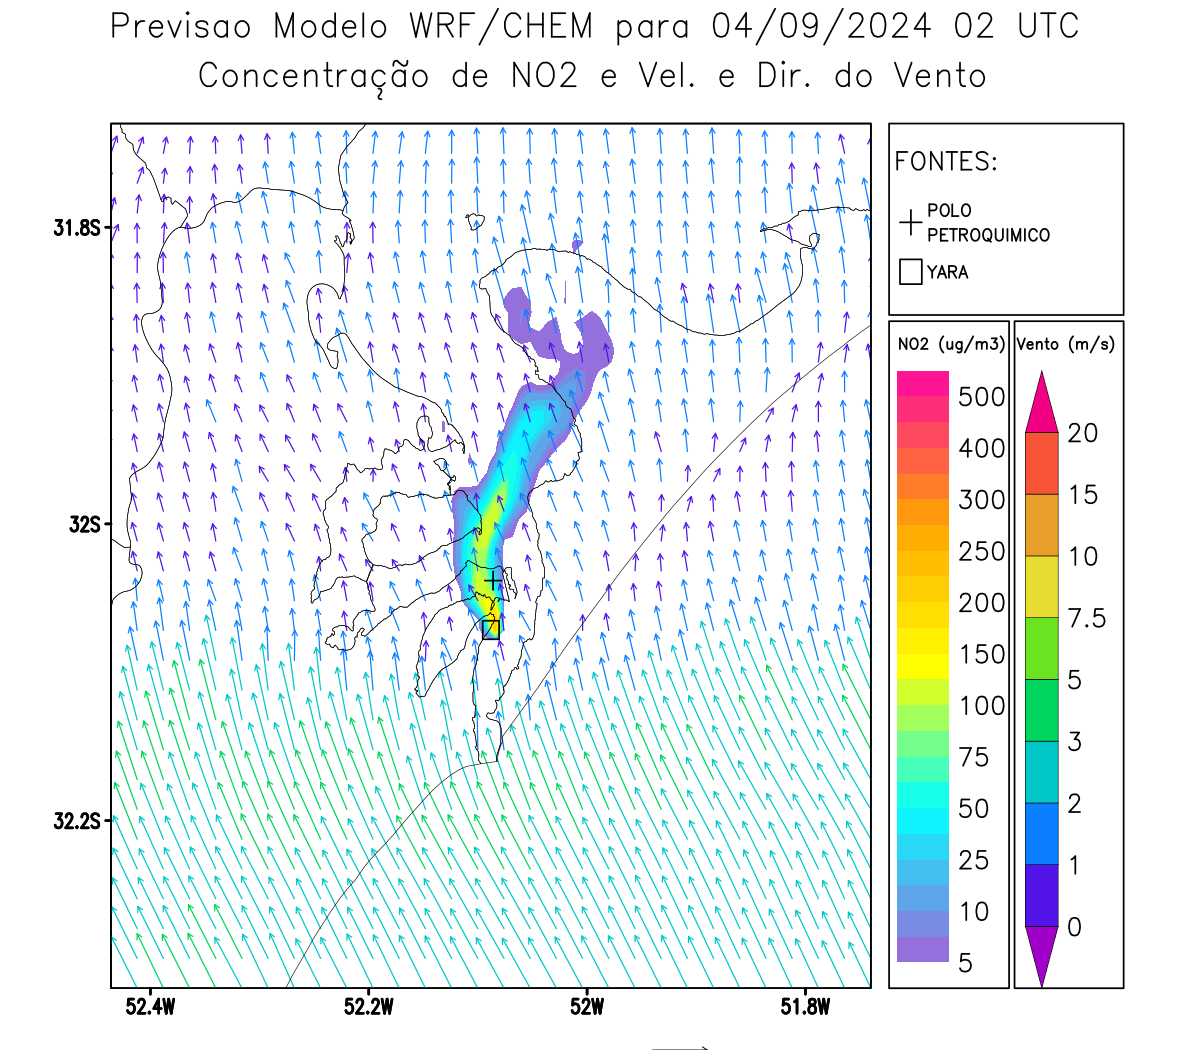 Previsao Modelo WRF/CHEM para 04/09/2024 02 UTC
Concentração de NO2 e Vel. e Dir. do Vento
FONTES:
POLO
PETROQUIMICO
YARA
31.8S
32S
32.2S
52.4W
52.2W
52W
51.8W
NO2 (ug/m3)
500
400
300
250
200
150
100
75
50
25
10
5
Vento (m/s)
20
15
10
7.5
5
3
2
1
0